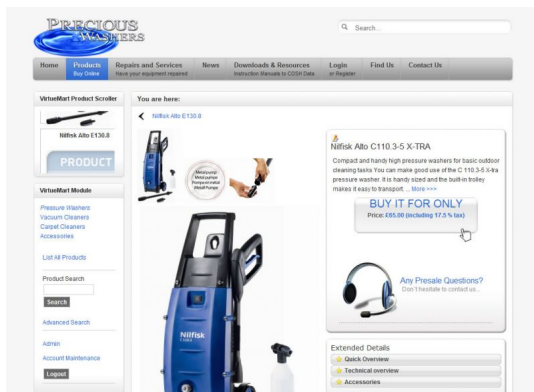 PRECIOUS
WASHERS
Search...
Home
Products
Buy Online
Repairs and Services
Have your equipment repaired
News
Downloads & Resources
Instruction Manuals to COSH Data
Login
or Register
Find Us
Contact Us
VirtueMart Product Scroller
Nilfisk Alto E130.8
PRODUCT
VirtueMart Module
Pressure Washers
Vacuum Cleaners
Carpet Cleaners
Accessories
List All Products
Product Search
Search
Advanced Search
Admin
Account Maintenance
Logout
You are here:
Nilfisk Alto E130.8
Metal pump
Nilfisk
Nilfisk Alto C110.3-5 X-TRA
Compact and handy high pressure washers for basic outdoor
cleaning tasks You can make good use of the C 110.3-5 X-tra
pressure washer. It is handy sized and the built-in trolley
makes it easy to transport. ... More >>>
BUY IT FOR ONLY
Price: £65.00 (including 17.5 % tax)
Any Presale Questions?
Don't hesitate to contact us...
Extended Details
Quick Overview
Technical overview
Accessories